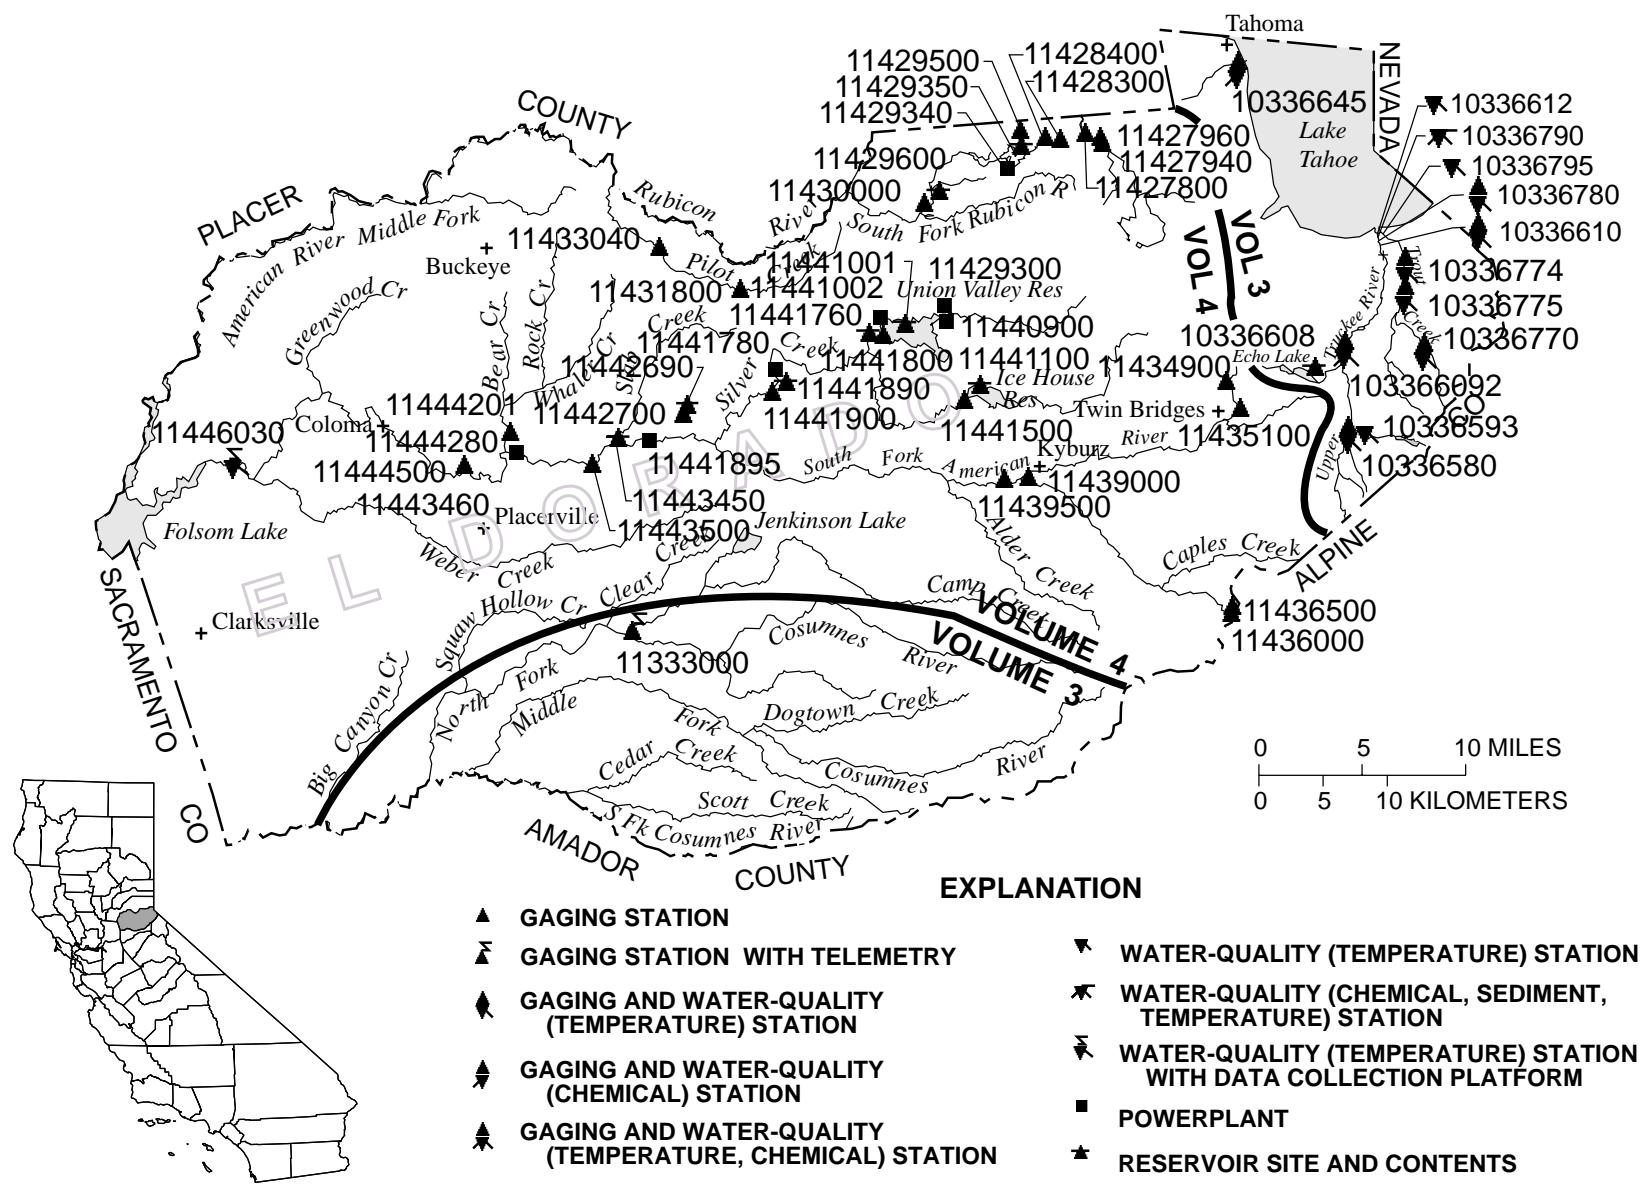 Tahoma
NEVADA
COUNTY
PLACER
11429500
11428400
11429350
11428300
11429340
10336645
10336612
Lake
Tahoe
10336790
11427960
11429600
11427940
10336795
11430000
11427800
10336780
Rubicon
River
South Fork Rubicon R
American River Middle Fork
10336610
11433040
Buckeye
Pilot Creek
VOL 3
VOL 4
Trout
Creek
11441001
11429300
10336774
Greenwood Cr
11431800
11441002
Union Valley Res
10336775
Bear Cr
Rock Cr
Whaler Cr
Slab
Creek
11441760
11440900
10336608
Upper
Truckee River
10336770
11441780
Silver
Creek
11441800
11441100
Echo Lake
11442690
11434900
11441890
Ice House
Res
103366092
11444201
11442700
11441900
Twin Bridges
11446030
Coloma
11444280
11441500
River
11435100
10336593
CO
Kyburz
11444500
11441895
South Fork American
10336580
11443460
11443450
11439000
11439500
Placerville
11443500
Jenkinson Lake
Folsom Lake
EL DORADO
Alder Creek
Weber
Creek
Clear Creek
Caples Creek
ALPINE
SACRAMENTO
CO
Squaw Hollow Cr
Camp Creek
11436500
11436000
Clarksville
VOLUME 4
VOLUME 3
Cosumnes
River
11333000
Big Canyon Cr
North
Fork
Middle
Fork
Dogtown Creek
Cedar
Creek
Cosumnes
River
Scott Creek
S Fk Cosumnes River
AMADOR
COUNTY
0 5 10 MILES
0 5 10 KILOMETERS
EXPLANATION
GAGING STATION
GAGING STATION WITH TELEMETRY
GAGING AND WATER-QUALITY
(TEMPERATURE) STATION
GAGING AND WATER-QUALITY
(CHEMICAL) STATION
GAGING AND WATER-QUALITY
(TEMPERATURE, CHEMICAL) STATION
WATER-QUALITY (TEMPERATURE) STATION
WATER-QUALITY (CHEMICAL, SEDIMENT,
TEMPERATURE) STATION
WATER-QUALITY (TEMPERATURE) STATION
WITH DATA COLLECTION PLATFORM
POWERPLANT
RESERVOIR SITE AND CONTENTS